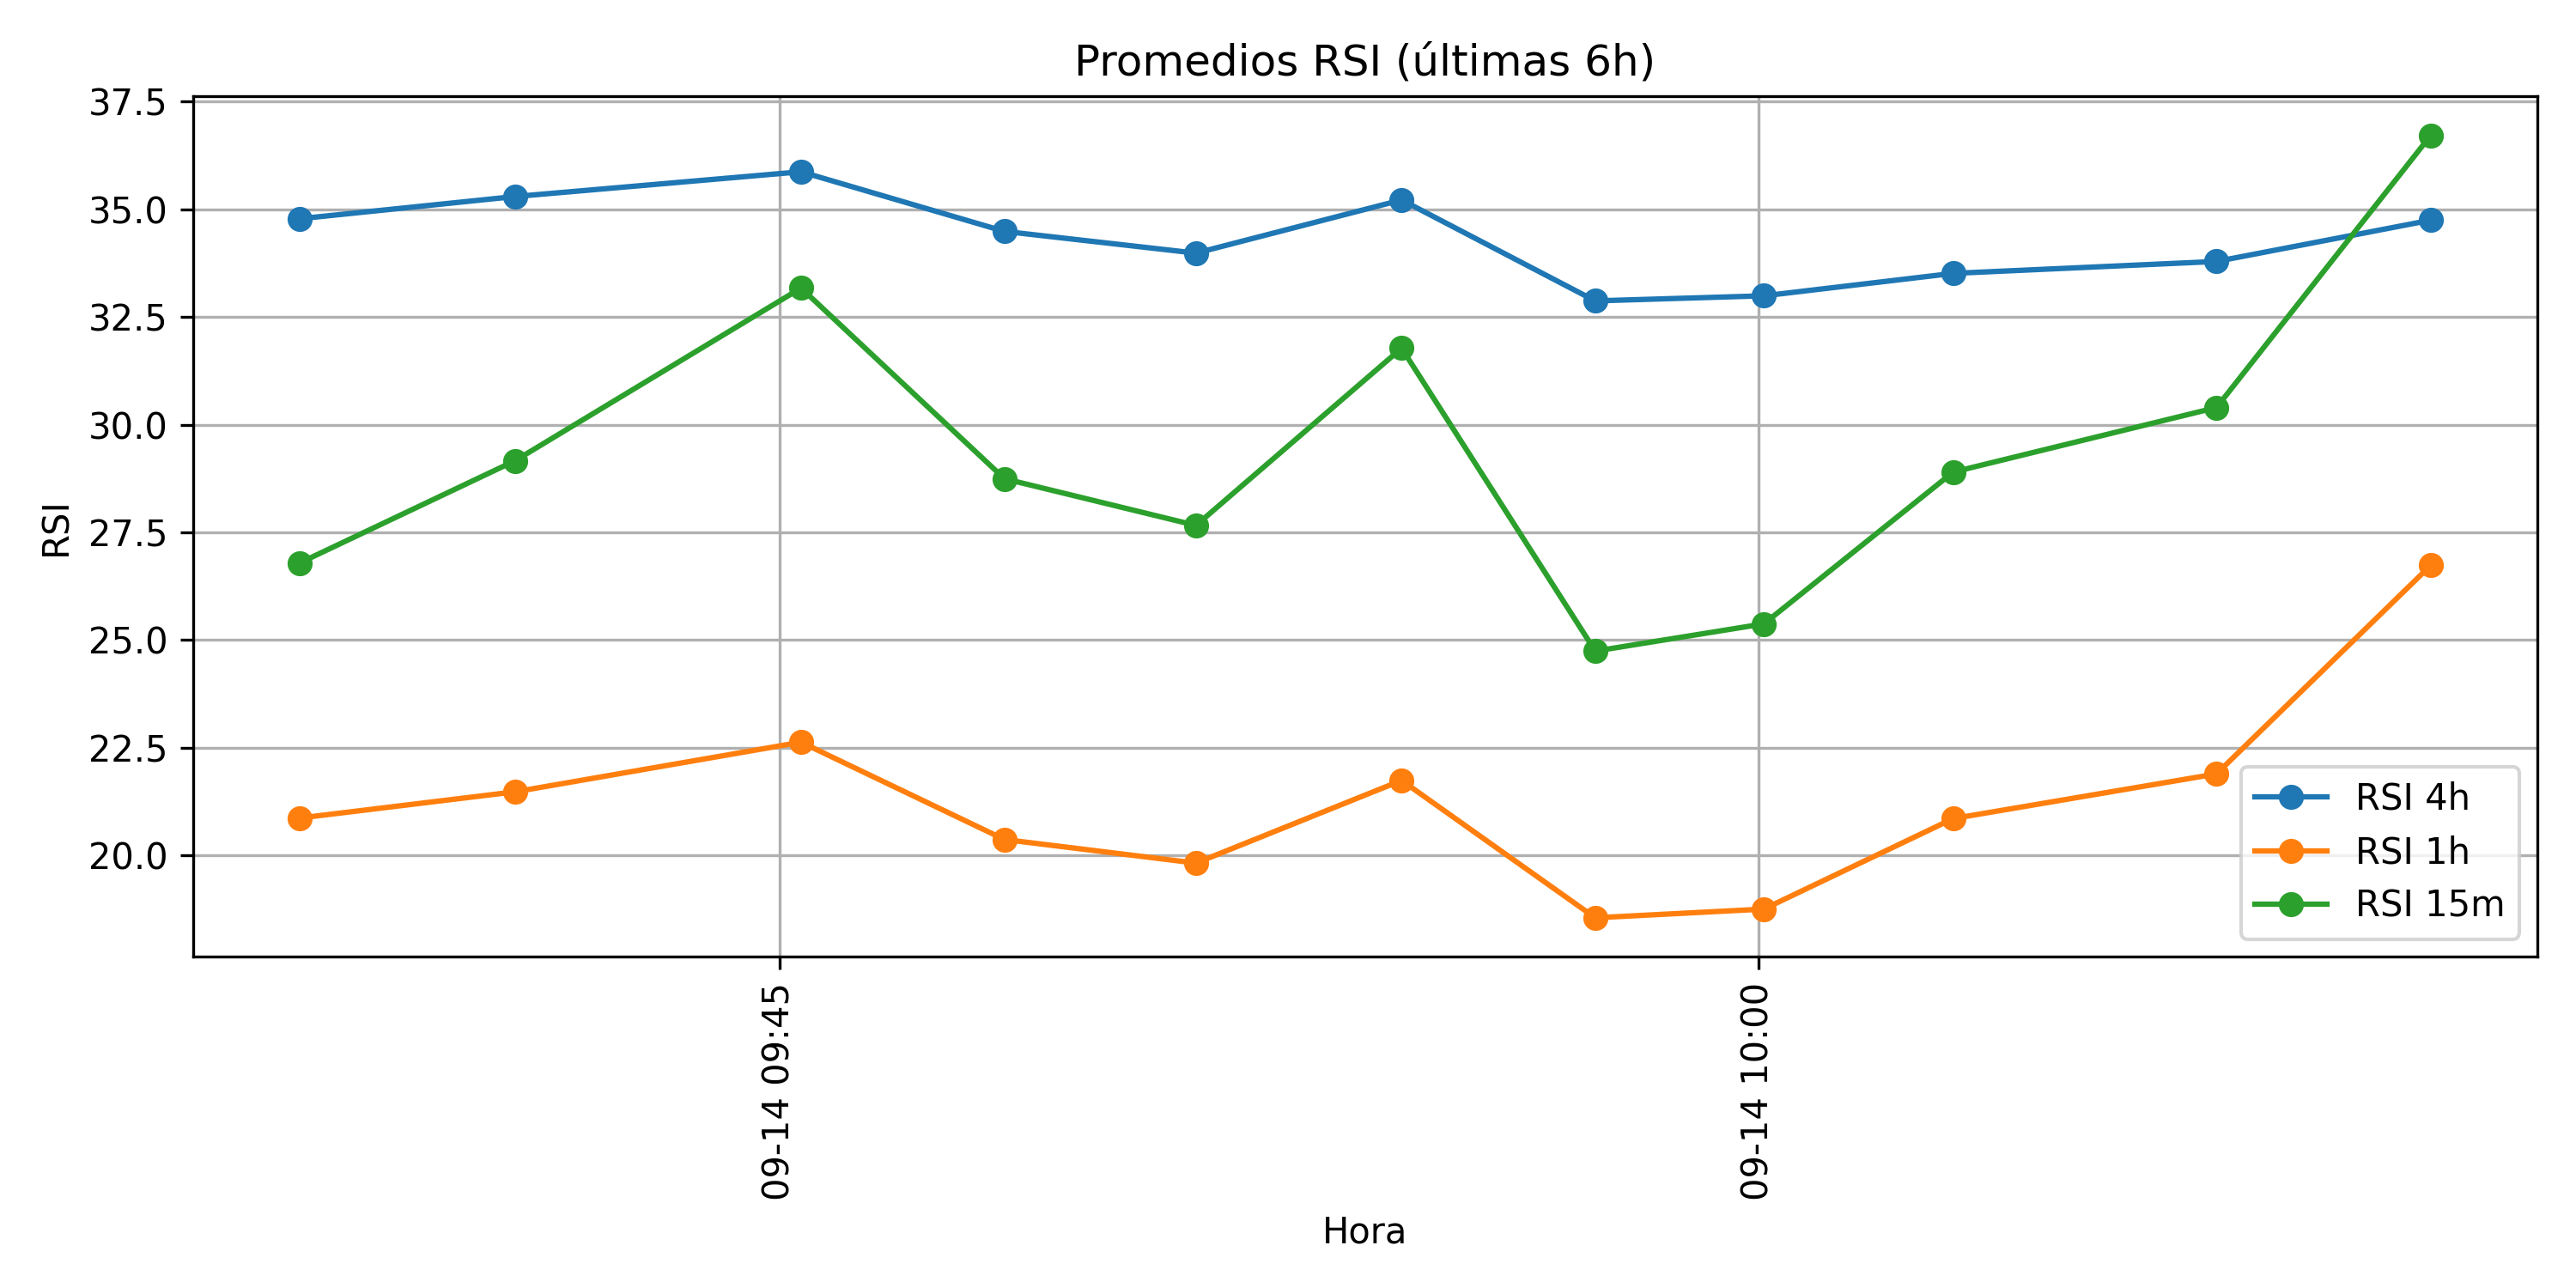 Promedios RSI (últimas 6h)
37.5
35.0
32.5
30.0
27.5
25.0
22.5
20.0
RSI
RSI 4h
RSI 1h
RSI 15m
09-14 09:45
09-14 10:00
Hora